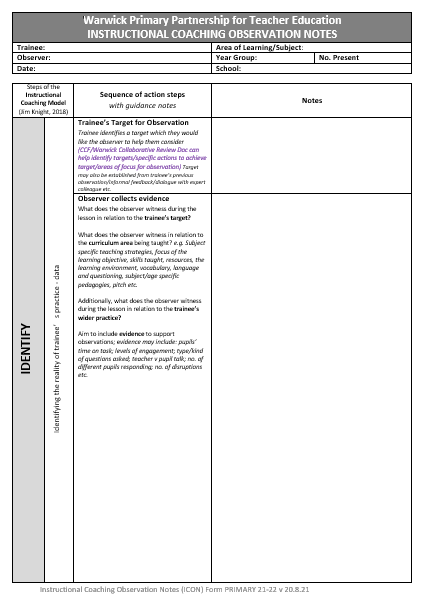 Warwick Primary Partnership for Teacher Education
INSTRUCTIONAL COACHING OBSERVATION NOTES
Trainee:
Area of Learning/Subject:
Observer:
Year Group:
No. Present
Date:
School:
Steps of the
Instructional
Coaching Model
(Jim Knight, 2018)
Sequence of action steps
with guidance notes
Notes
IDENTIFY
Identifying the reality of trainee' s practice - data
Trainee's Target for Observation
Trainee identifies a target which they would
like the observer to help them consider
(CCF/Warwick Collaborative Review Doc can
help identify targets/specific actions to achieve
target/areas of focus for observation) Target
may also be established from trainee's previous
observation/informal feedback/dialogue with expert
colleague etc.
Observer collects evidence
What does the observer witness during the
lesson in relation to the trainee's target?
What does the observer witness in relation to
the curriculum area being taught? e.g. Subject
specific teaching strategies, focus of the
learning objective, skills taught, resources, the
learning environment, vocabulary, language
and questioning, subject/age specific
pedagogies, pitch etc.
Additionally, what does the observer witness
during the lesson in relation to the trainee's
wider practice?
Aim to include evidence to support
observations; evidence may include: pupils'
time on task; levels of engagement; type/kind
of questions asked; teacher v pupil talk; no. of
different pupils responding; no. of disruptions
etc.
Instructional Coaching Observation Notes (ICON) Form PRIMARY 21-22 v 20.8.21